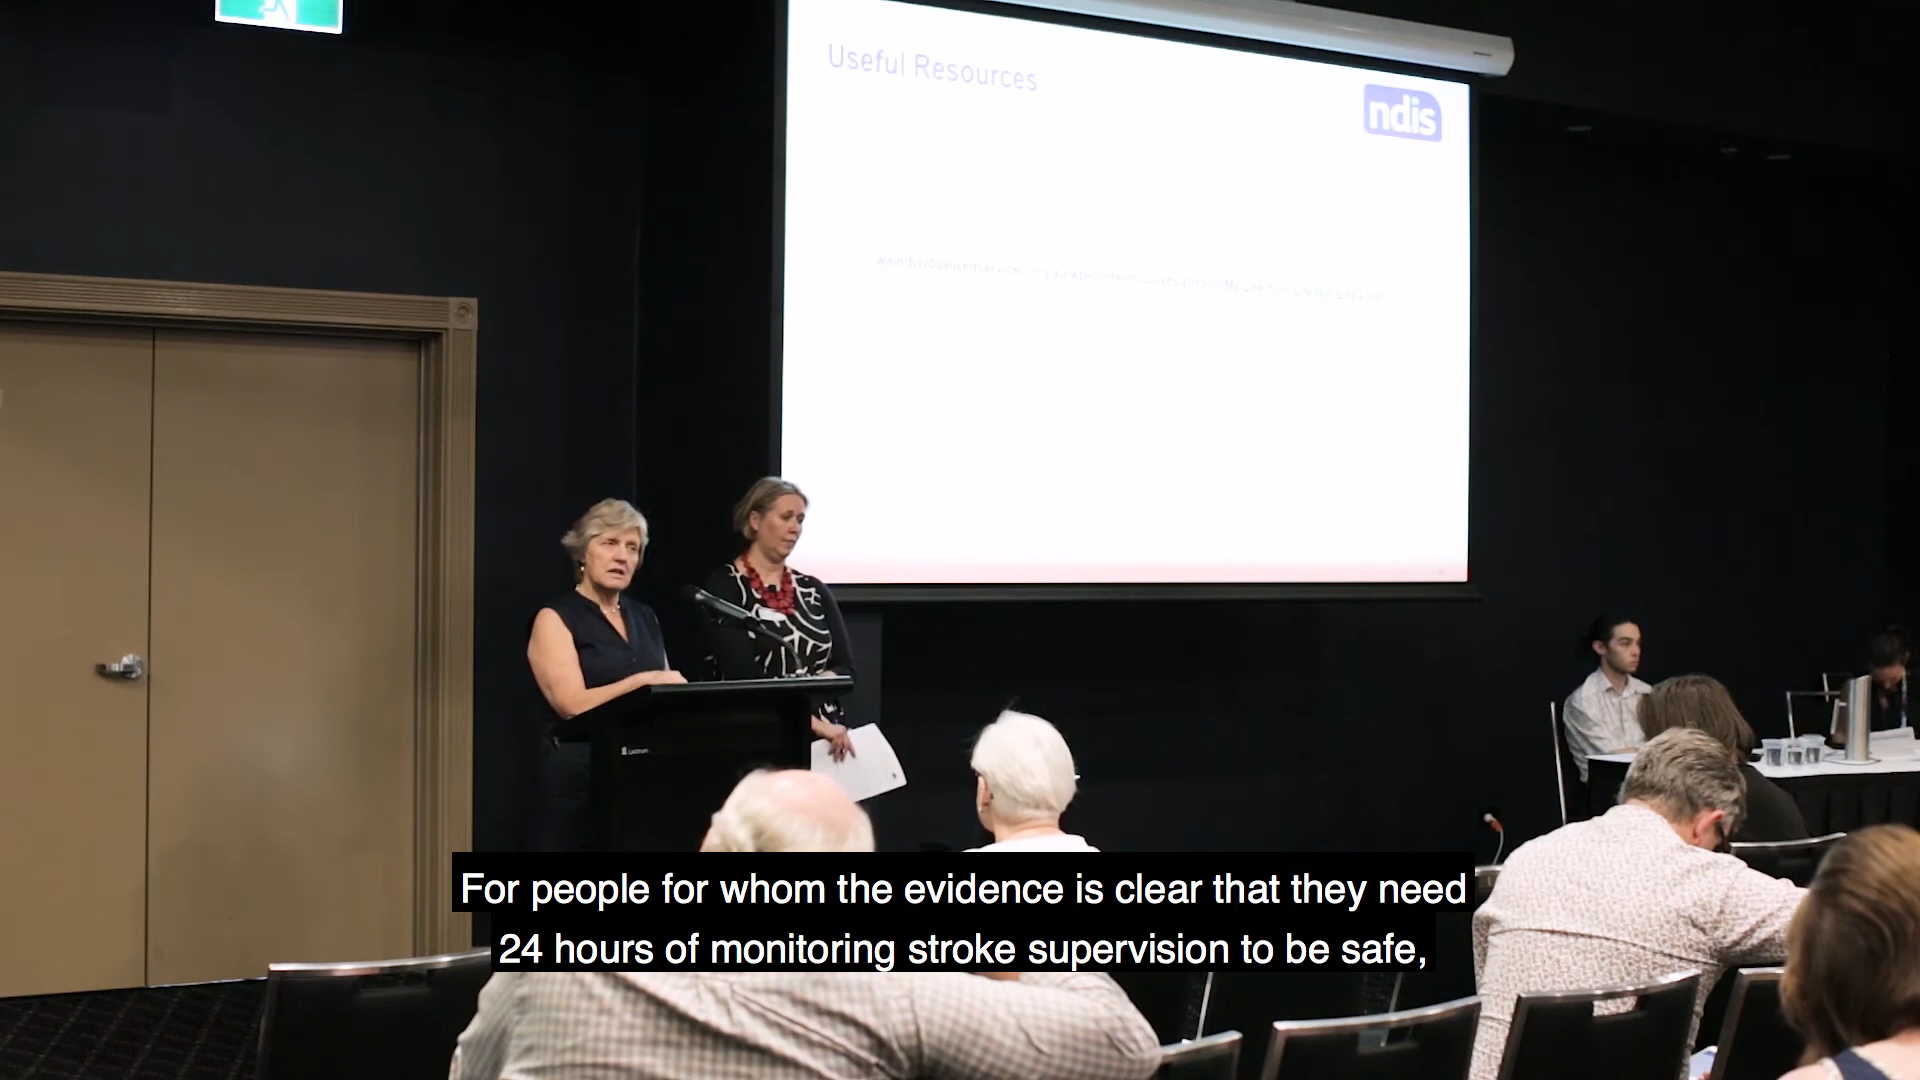 Useful Resources
ndis
Lectrum
For people for whom the evidence is clear that they need
24 hours of monitoring stroke supervision to be safe,